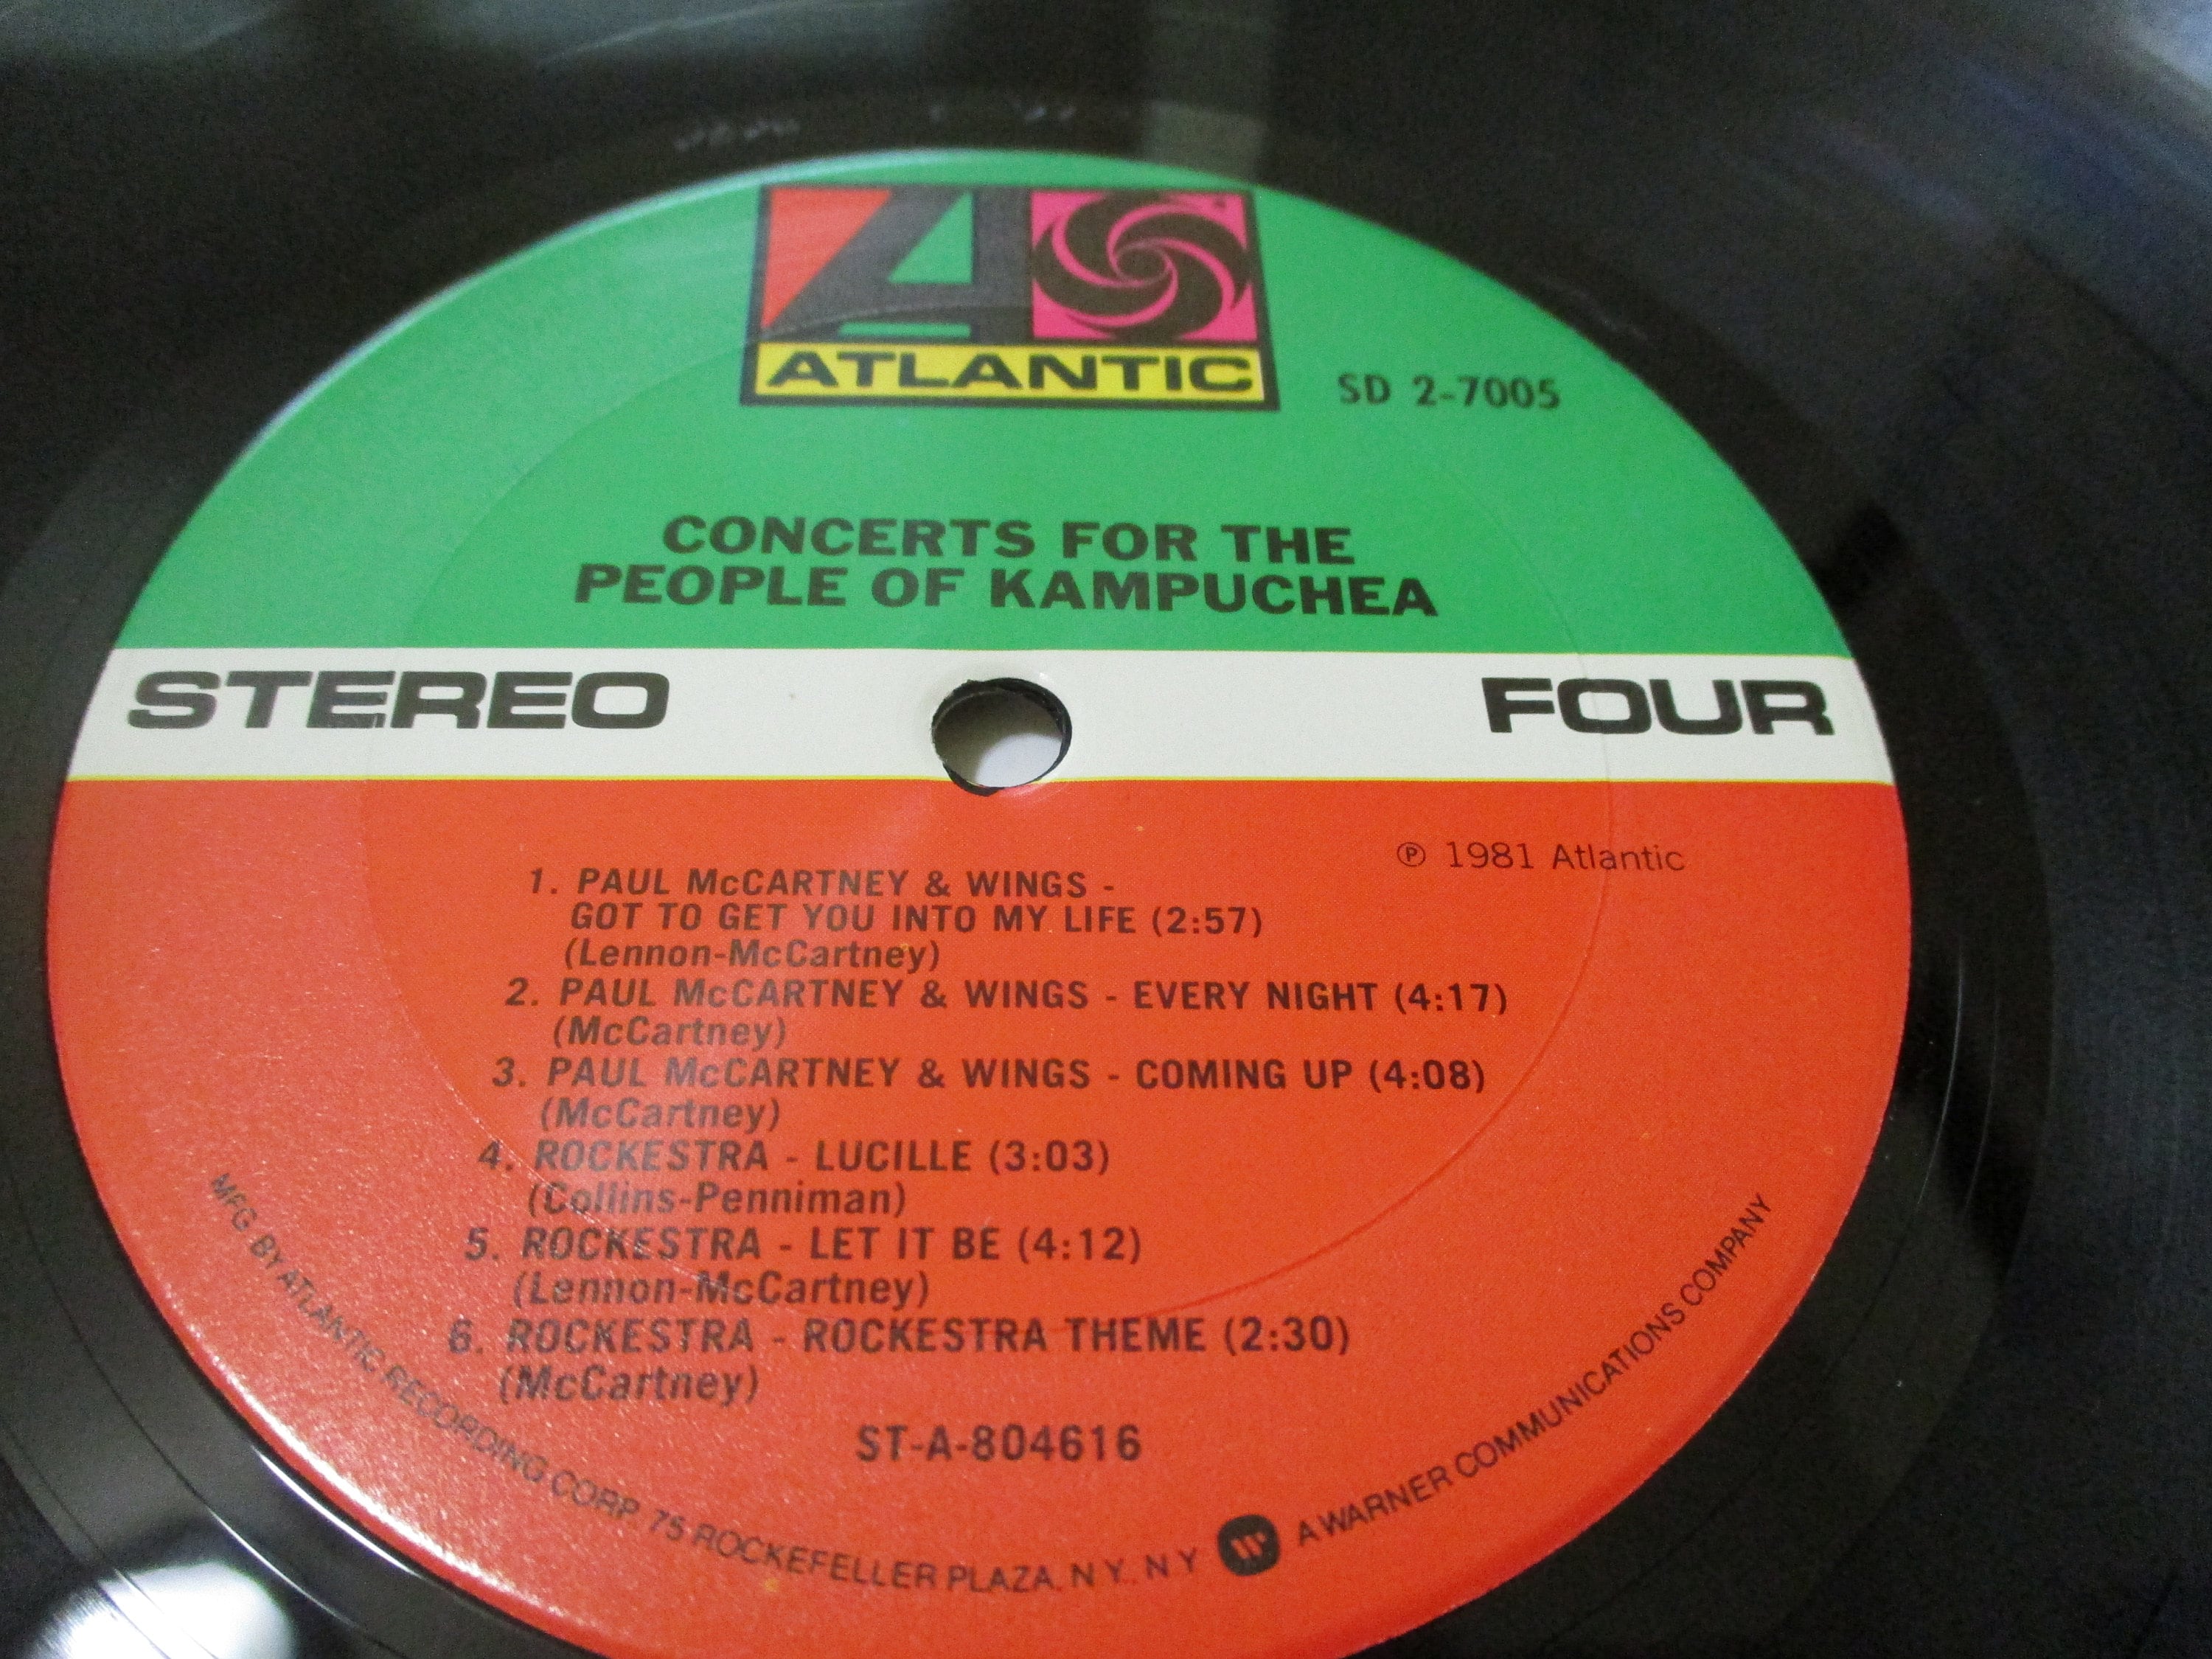 ATLANTIC
SD 2-7005
CONCERTS FOR THE
PEOPLE OF KAMPUCHEA
STEREO
FOUR
℗ 1981 Atlantic
1. PAUL McCARTNEY & WINGS -
GOT TO GET YOU INTO MY LIFE (2:57)
(Lennon-McCartney)
2. PAUL McCARTNEY & WINGS - EVERY NIGHT (4:17)
(McCartney)
3. PAUL McCARTNEY & WINGS - COMING UP (4:08)
(McCartney)
4. ROCKESTRA - LUCILLE (3:03)
(Collins-Penniman)
5. ROCKESTRA - LET IT BE (4:12)
(Lennon-McCartney)
6. ROCKESTRA - ROCKESTRA THEME (2:30)
(McCartney)
ST-A-804616
MFG BY ATLANTIC RECORDING CORP. 75 ROCKEFELLER PLAZA. N.Y. N.Y. A WARNER COMMUNICATIONS COMPANY